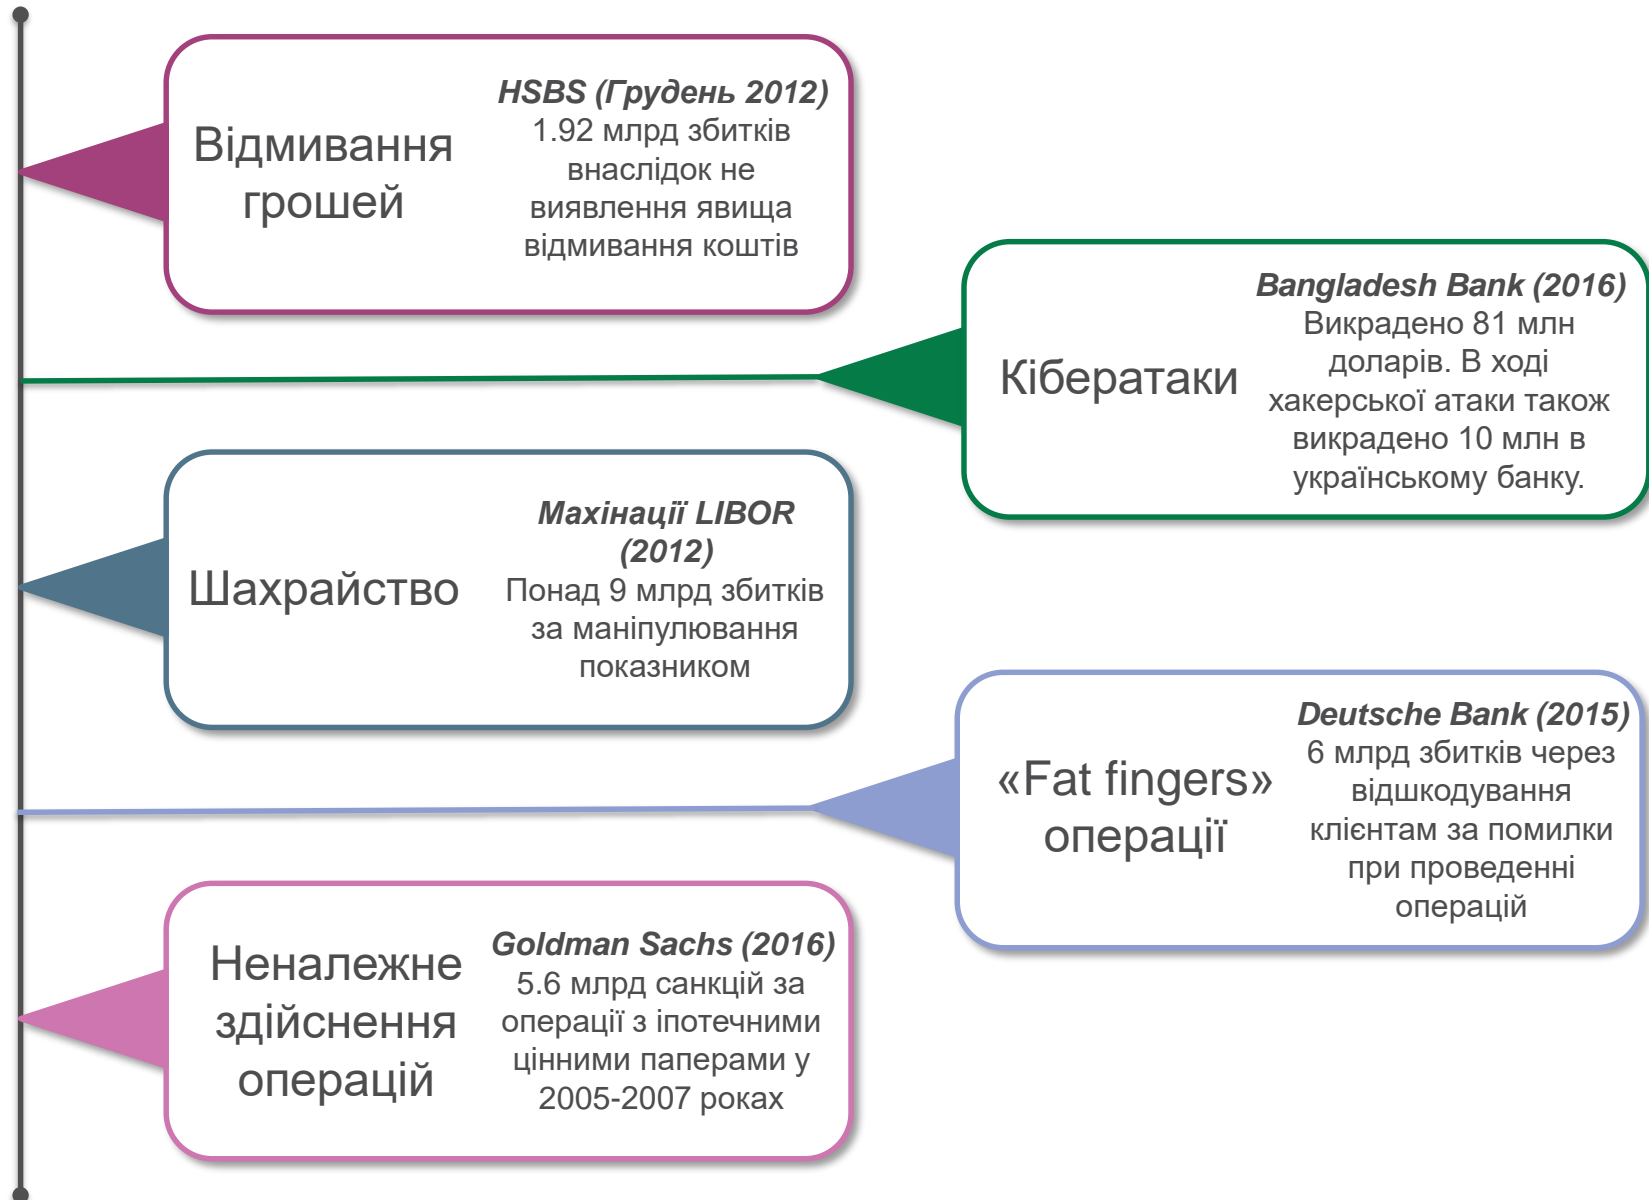 Відмивання
грошей
HSBS (Грудень 2012)
1.92 млрд збитків
внаслідок не
виявлення явища
відмивання коштів
Кібератаки
Bangladesh Bank (2016)
Викрадено 81 млн
доларів. В ході
хакерської атаки також
викрадено 10 млн в
українському банку.
Шахрайство
Махінації LIBOR
(2012)
Понад 9 млрд збитків
за маніпулювання
показником
«Fat fingers»
операції
Deutsche Bank (2015)
6 млрд збитків через
відшкодування
клієнтам за помилки
при проведенні
операцій
Неналежне
здійснення
операцій
Goldman Sachs (2016)
5.6 млрд санкцій за
операції з іпотечними
цінними паперами у
2005-2007 роках